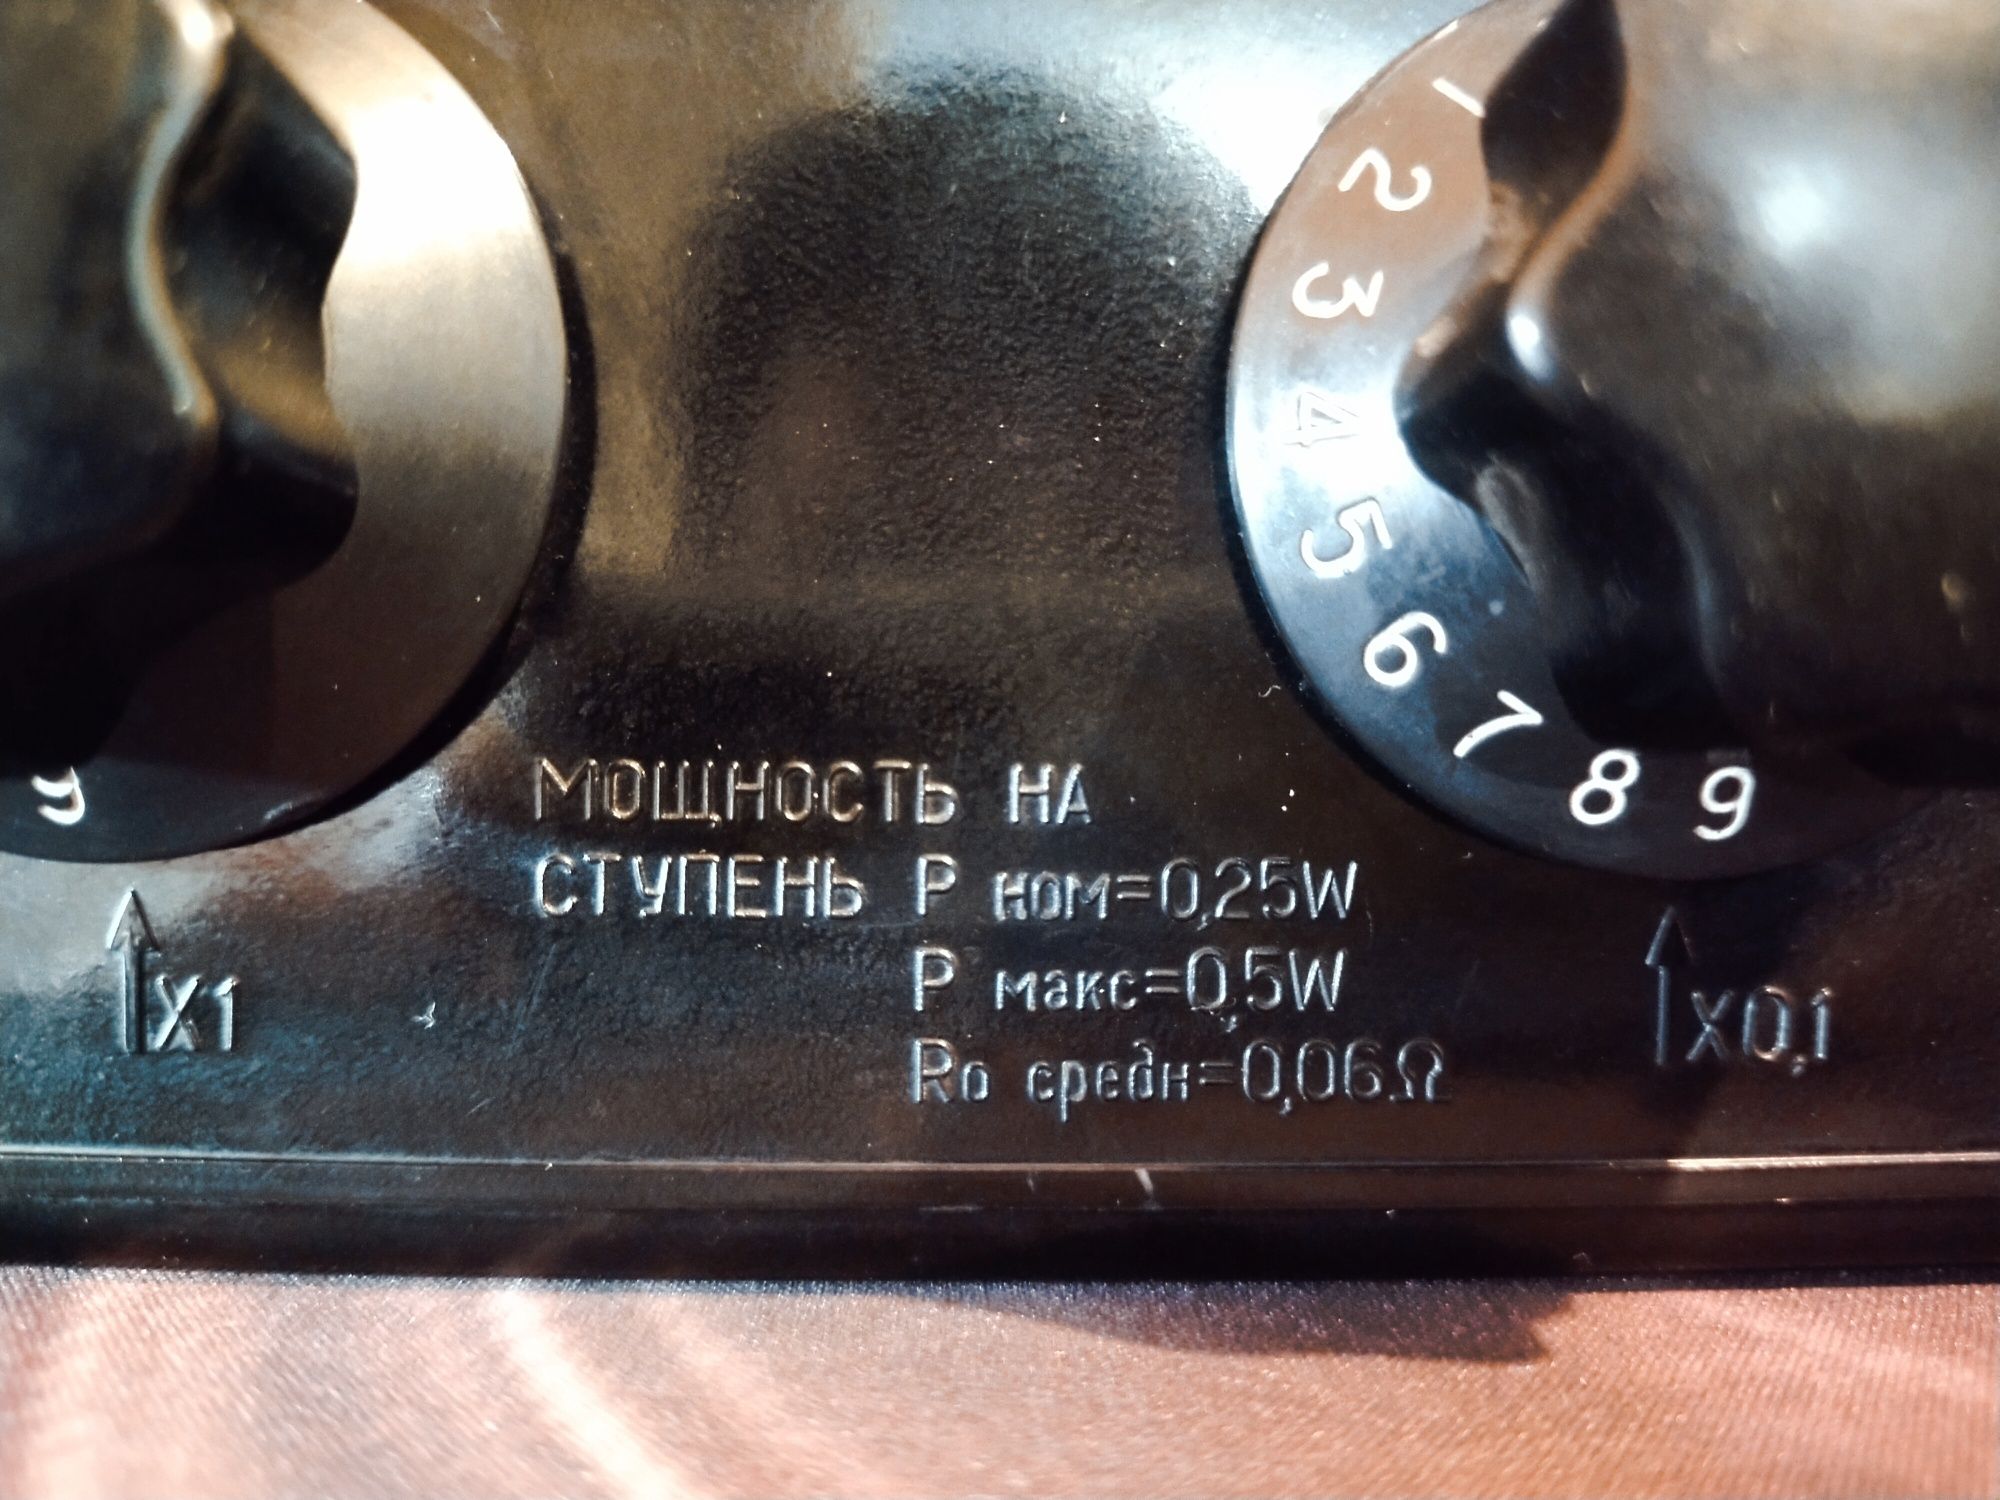 1
2
3
4
5
6
7
8
9
9
МОЩНОСТЬ НА
СТУПЕНЬ P ном=0,25W
P макс=0,5W
Ro средн=0,06Ω
X1
X0,1